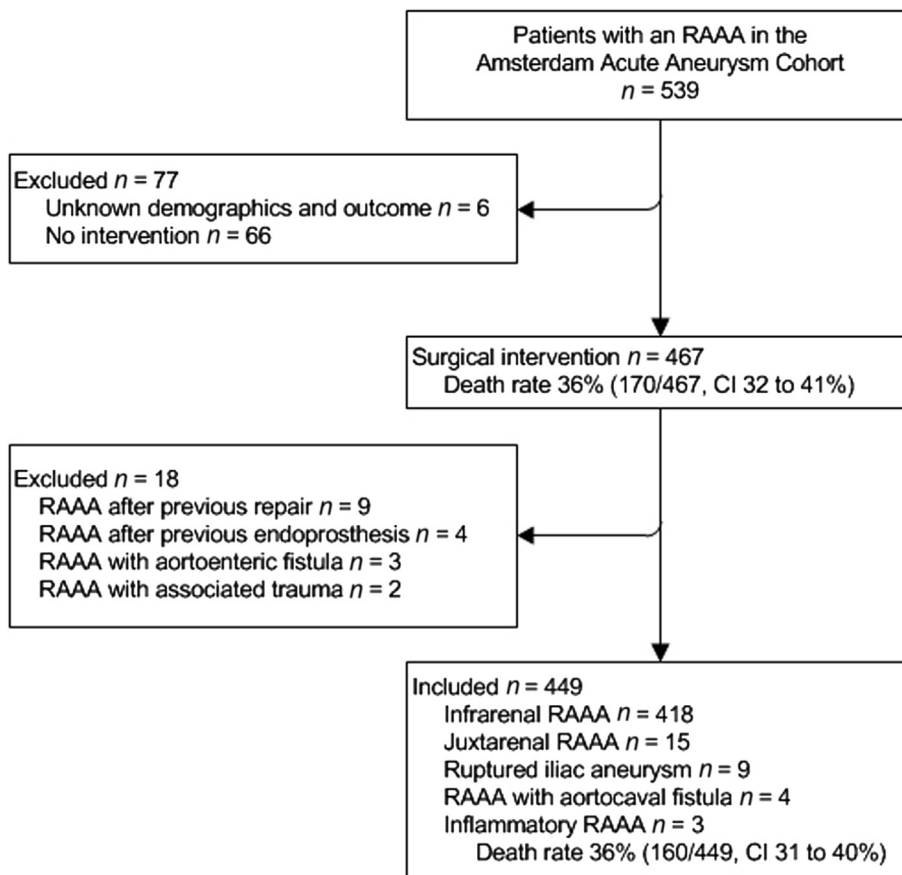 Patients with an RAAA in the
Amsterdam Acute Aneurysm Cohort
n = 539
Excluded n = 77
Unknown demographics and outcome n = 6
No intervention n = 66
Surgical intervention n = 467
Death rate 36% (170/467, CI 32 to 41%)
Excluded n = 18
RAAA after previous repair n = 9
RAAA after previous endoprosthesis n = 4
RAAA with aortoenteric fistula n = 3
RAAA with associated trauma n = 2
Included n = 449
Infrarenal RAAA n = 418
Juxtarenal RAAA n = 15
Ruptured iliac aneurysm n = 9
RAAA with aortocaval fistula n = 4
Inflammatory RAAA n = 3
Death rate 36% (160/449, CI 31 to 40%)